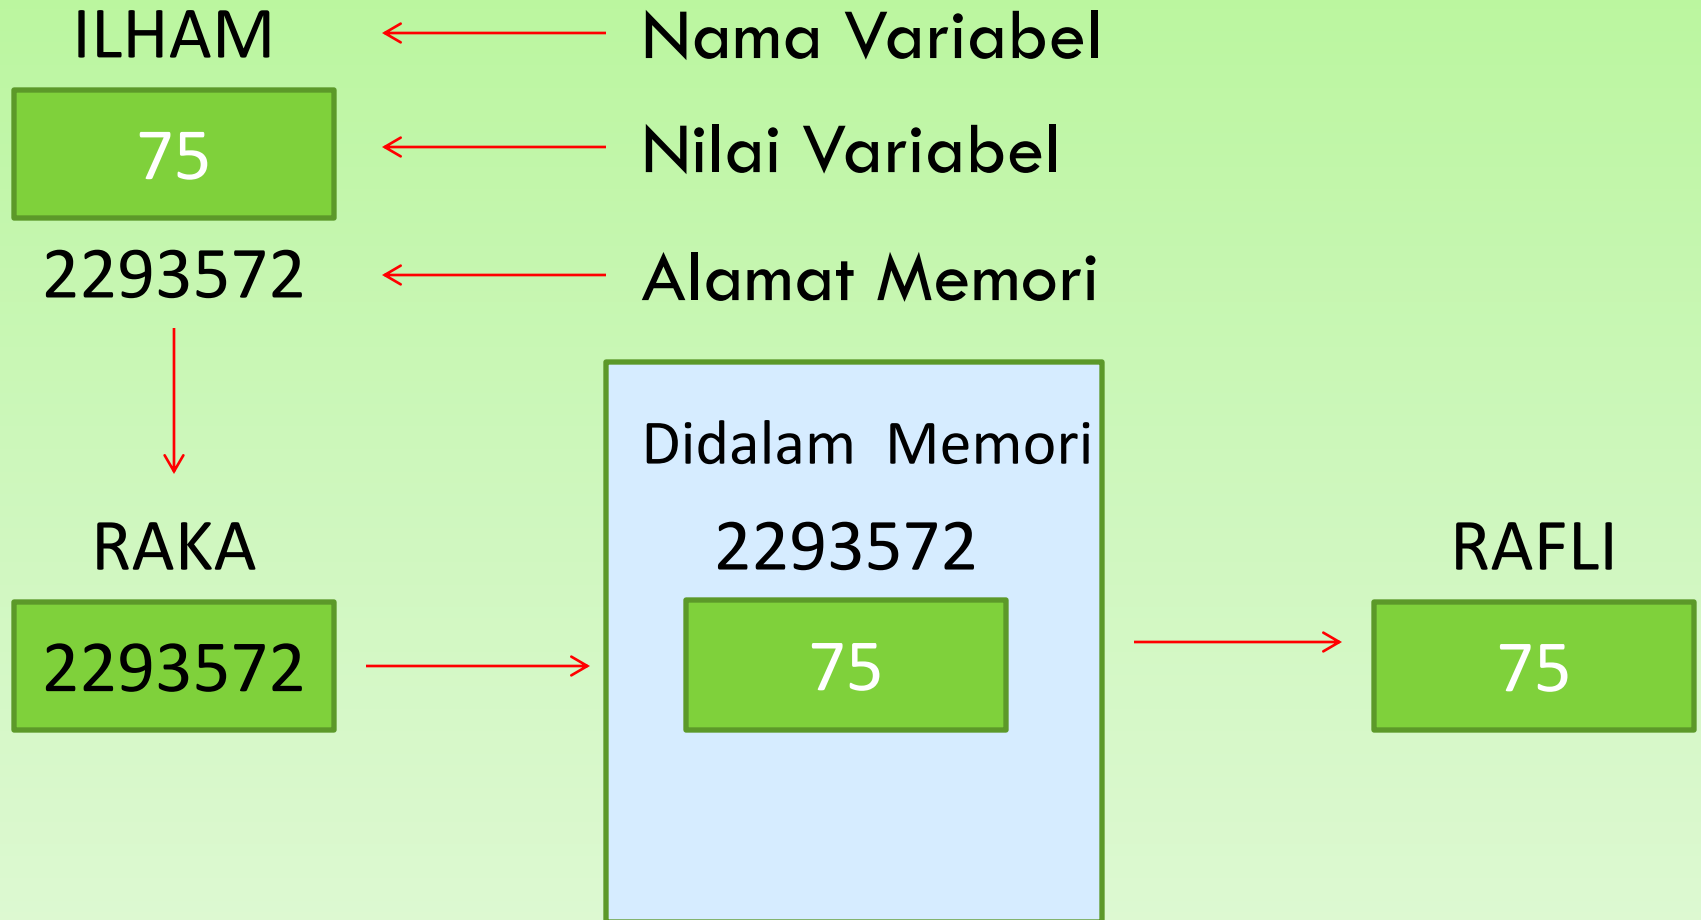 ILHAM Nama Variabel
75 Nilai Variabel
2293572 Alamat Memori
Didalam Memori
RAKA 2293572 RAFLI
2293572 75 75